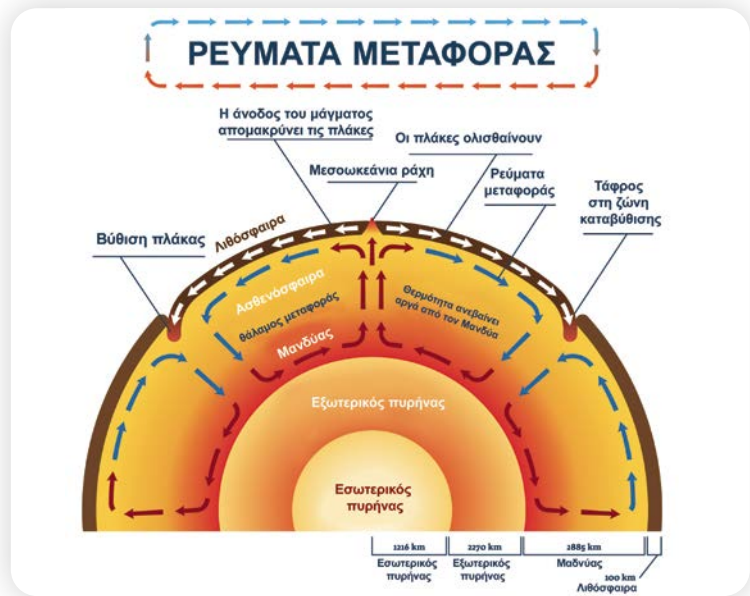 ΡΕΥΜΑΤΑ ΜΕΤΑΦΟΡΑΣ
Η άνοδος του μάγματος
απομακρύνει τις πλάκες
Οι πλάκες ολισθαίνουν
Μεσοωκεάνια ράχη
Ρεύματα
μεταφοράς
Τάφρος
στη ζώνη
καταβύθισης
Βύθιση πλάκας
Λιθόσφαιρα
Ασθενόσφαιρα
θάλαμος μεταφοράς
Μανδύας
Θερμότητα ανεβαίνει
αργά από τον Μανδύα
Εξωτερικός πυρήνας
Εσωτερικός
πυρήνας
1216 km
Εσωτερικός
πυρήνας
2270 km
Εξωτερικός
πυρήνας
2885 km
Μαδνύας
100 km
Λιθόσφαιρα